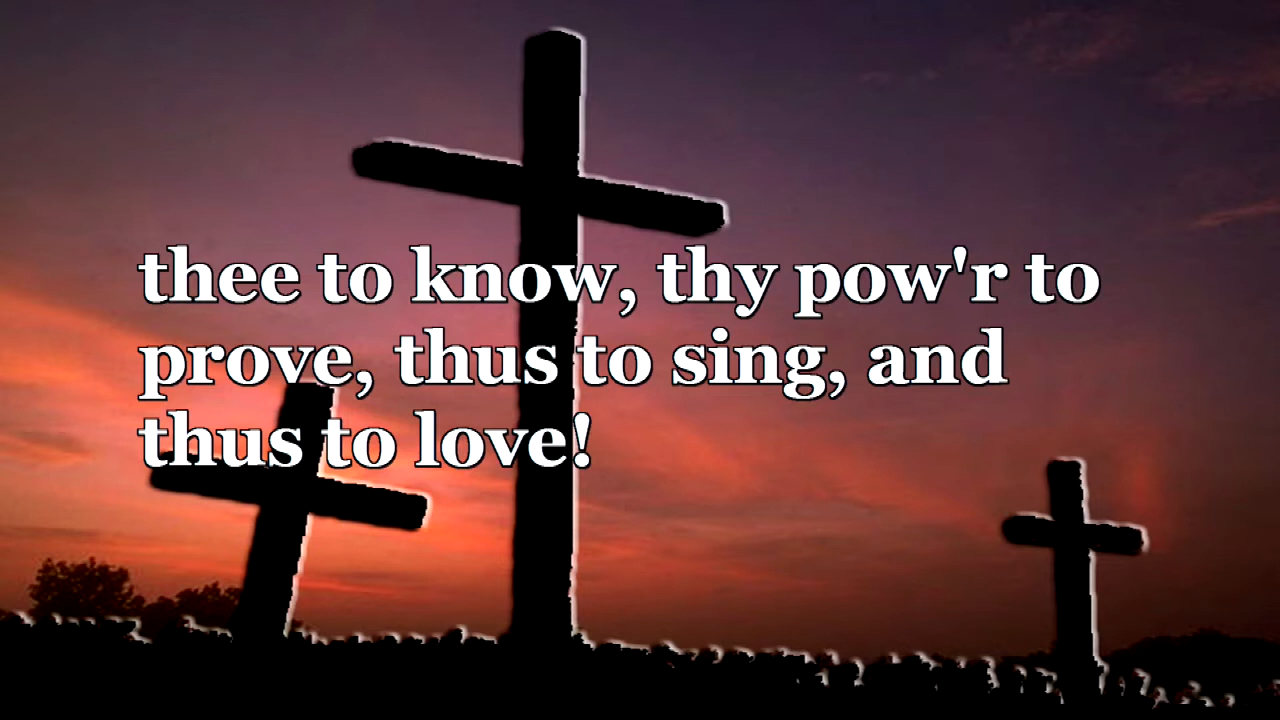 thee to know, thy pow'r to
prove, thus to sing, and
thus to love!